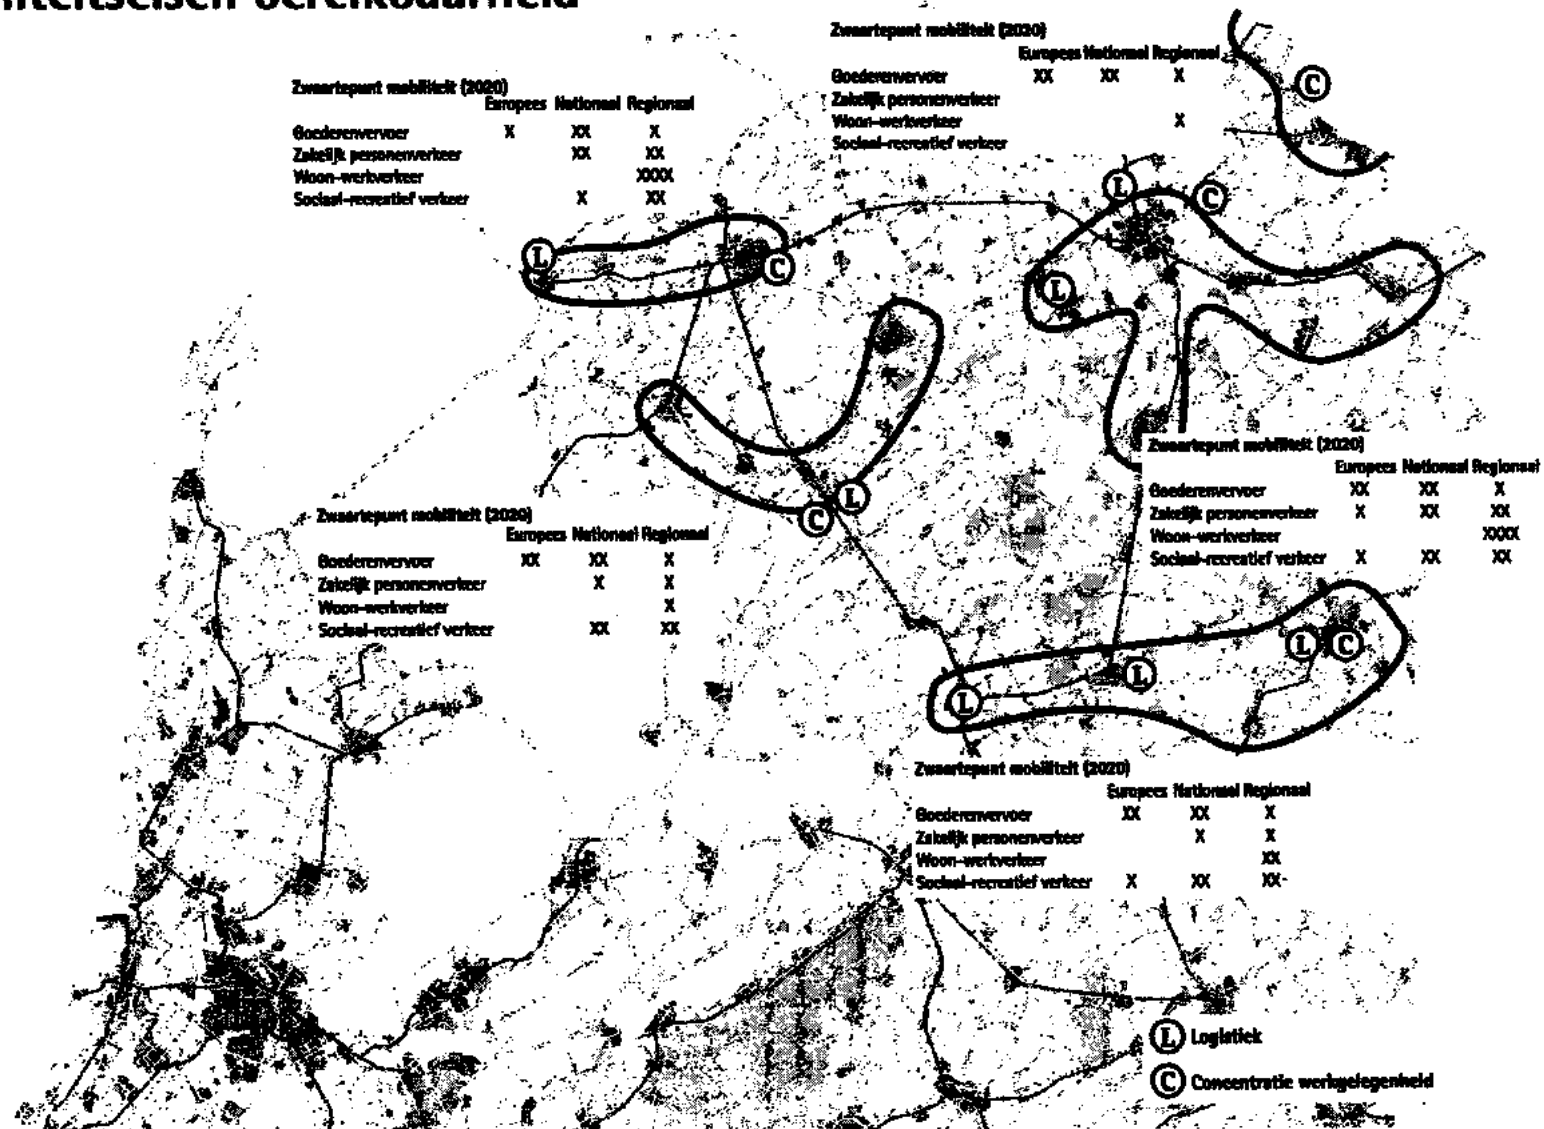 Zwaartepunt mobiliteit (2020)
Europees Nationaal Regionaal
Goederenvervoer XX XX X
Zakelijk personenverkeer
Woon-werkverkeer X
Sociaal-recreatief verkeer
Zwaartepunt mobiliteit (2020)
Europees Nationaal Regionaal
Goederenvervoer X XX X
Zakelijk personenverkeer XX XX
Woon-werkverkeer XXXX
Sociaal-recreatief verkeer X XX
C
L
C
L
C
L
L
C
Zwaartepunt mobiliteit (2020)
Europees Nationaal Regionaal
Goederenvervoer XX XX X
Zakelijk personenverkeer X XX XX
Woon-werkverkeer XXXX
Sociaal-recreatief verkeer X XX XX
Zwaartepunt mobiliteit (2020)
Europees Nationaal Regionaal
Goederenvervoer XX XX X
Zakelijk personenverkeer X X
Woon-werkverkeer X
Sociaal-recreatief verkeer XX XX
L C
L
L
Zwaartepunt mobiliteit (2020)
Europees Nationaal Regionaal
Goederenvervoer XX XX X
Zakelijk personenverkeer X X
Woon-werkverkeer XX
Sociaal-recreatief verkeer X XX XX
L Logistiek
C Concentratie werkgelegenheid